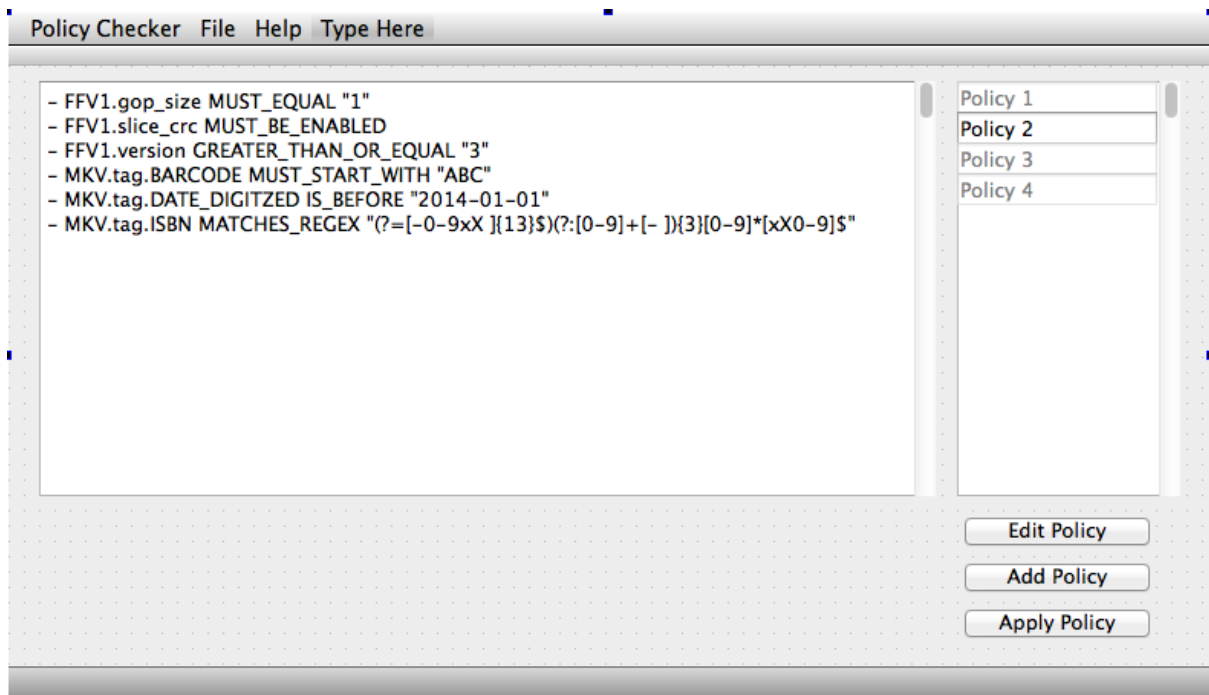 Policy Checker File Help Type Here
– FFV1.gop_size MUST_EQUAL "1"
– FFV1.slice_crc MUST_BE_ENABLED
– FFV1.version GREATER_THAN_OR_EQUAL "3"
– MKV.tag.BARCODE MUST_START_WITH "ABC"
– MKV.tag.DATE_DIGITZED IS_BEFORE "2014-01-01"
– MKV.tag.ISBN MATCHES_REGEX "(?=[-0-9xX ]{13}$)(?:[0-9]+[- ]){3}[0-9]*[xX0-9]$"
Policy 1
Policy 2
Policy 3
Policy 4
Edit Policy
Add Policy
Apply Policy